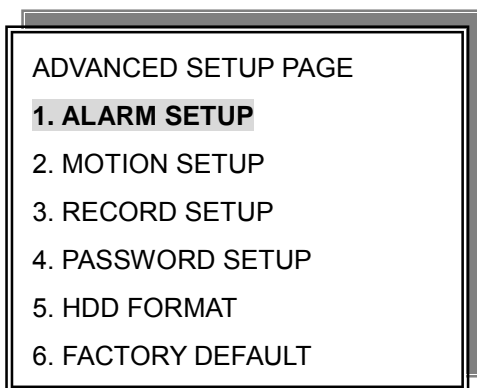 ADVANCED SETUP PAGE
1. ALARM SETUP
2. MOTION SETUP
3. RECORD SETUP
4. PASSWORD SETUP
5. HDD FORMAT
6. FACTORY DEFAULT